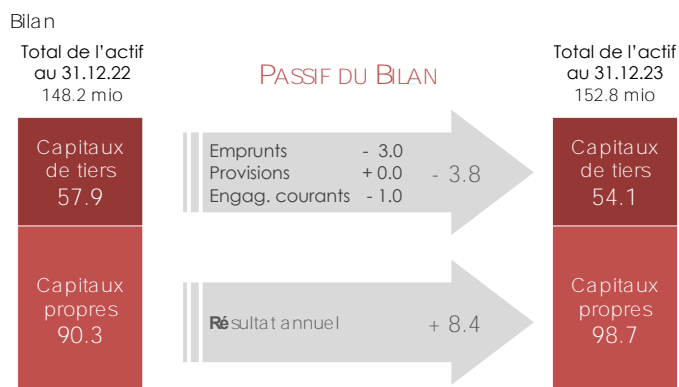 Bilan
Total de l'actif
au 31.12.22
148.2 mio
PASSIF DU BILAN
Total de l'actif
au 31.12.23
152.8 mio
Capitaux
de tiers
57.9
Emprunts - 3.0
Provisions + 0.0
Engag. courants - 1.0
- 3.8
Capitaux
de tiers
54.1
Capitaux
propres
90.3
Résultat annuel + 8.4
Capitaux
propres
98.7